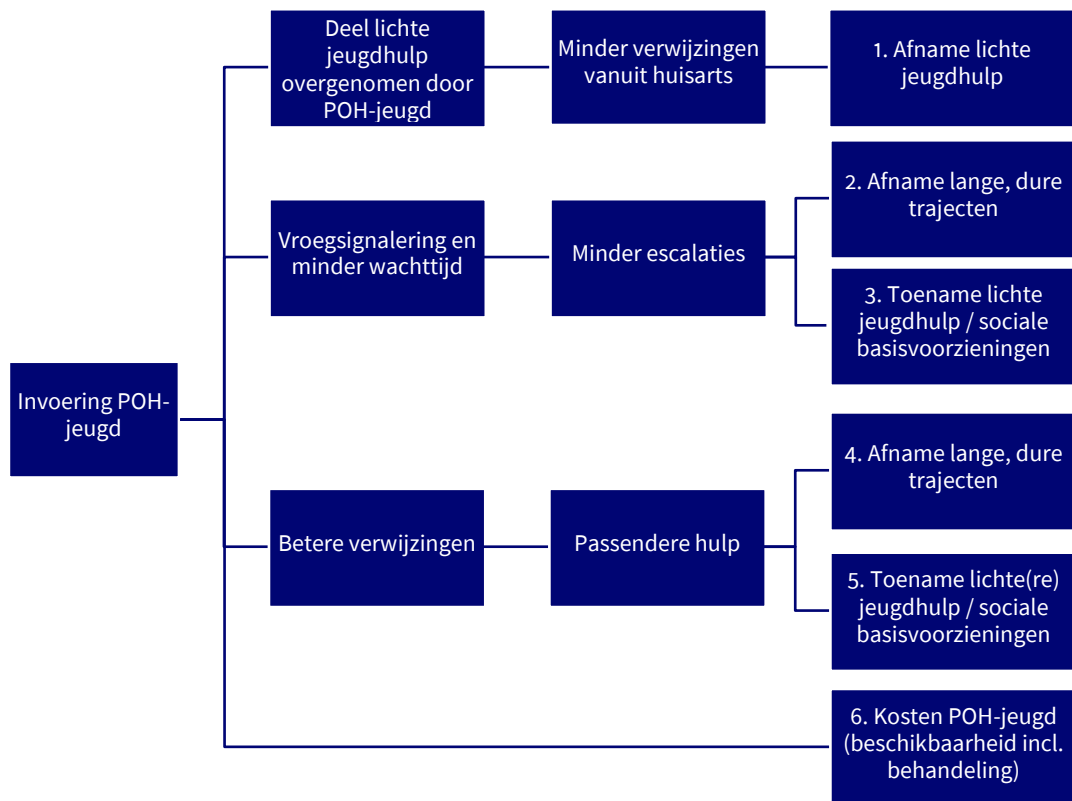 Deel lichte
jeugdhulp
overgenomen door
POH-jeugd
Minder verwijzingen
vanuit huisarts
1. Afname lichte
jeugdhulp
2. Afname lange, dure
trajecten
Vroegsignalering en
minder wachttijd
Minder escalaties
3. Toename lichte
jeugdhulp / sociale
basisvoorzieningen
Invoering POH-
jeugd
4. Afname lange, dure
trajecten
Betere verwijzingen
Passendere hulp
5. Toename lichte(re)
jeugdhulp / sociale
basisvoorzieningen
6. Kosten POH-jeugd
(beschikbaarheid incl.
behandeling)